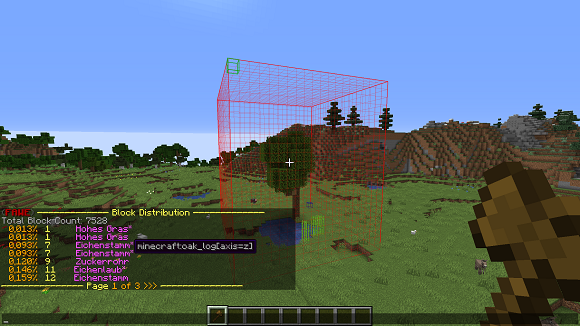 Block Distribution
Total Block Count: 7528
0,013% 1 Hohes Gras*
0,013% 1 Hohes Gras
0,093% 7 Eichenstamm* minecraft:oak_log[axis=z]
0,093% 7 Eichenstamm*
0,120% 9 Zuckerrohr
0,146% 11 Eichenlaub*
0,159% 12 Eichenstamm
Page 1 of 3 >>>